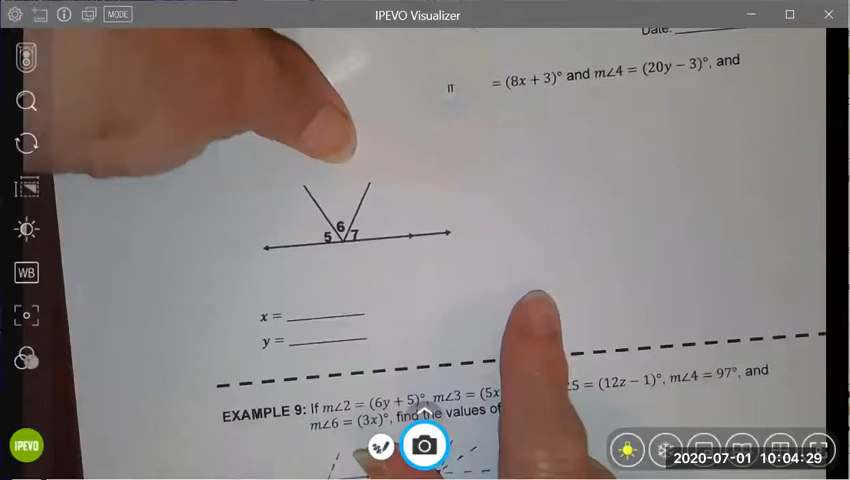 IPEVO Visualizer
MODE
Date:
= (8x + 3)° and m∠4 = (20y − 3)°, and
6
5 7
x =
WB
y =
EXAMPLE 9: If m∠2 = (6y + 5)°, m∠3 = (5x ∠5 = (12z − 1)°, m∠4 = 97°, and
m∠6 = (3x)°, find the values of
iPEVO
2020-07-01 10:04:29